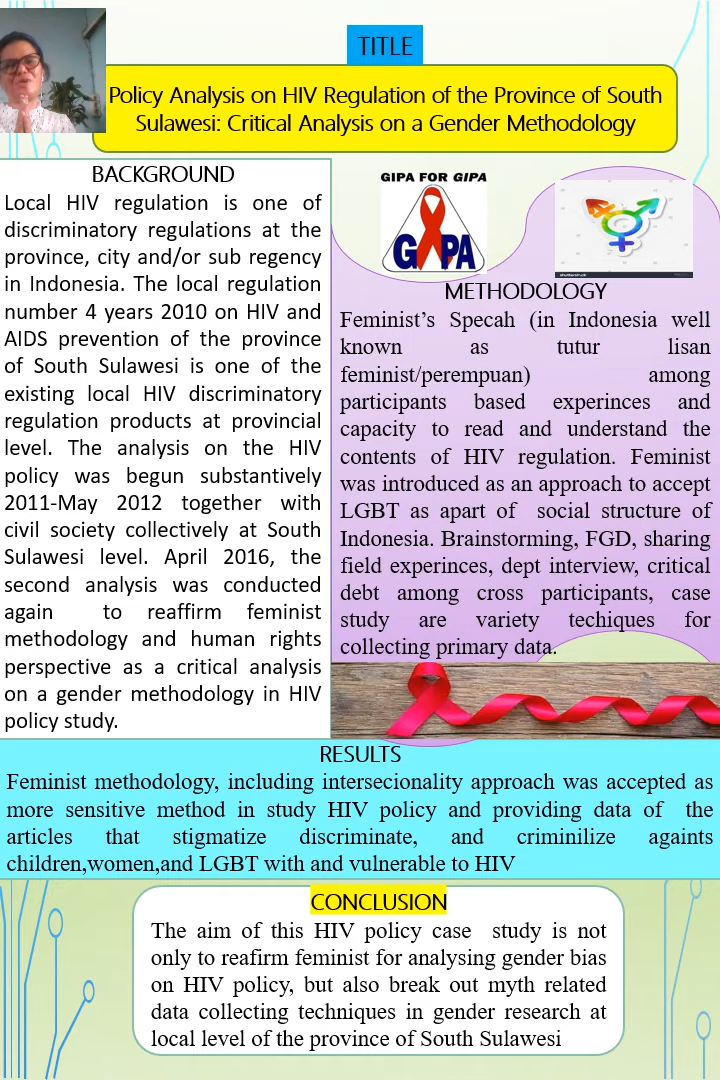 TITLE
Policy Analysis on HIV Regulation of the Province of South
Sulawesi: Critical Analysis on a Gender Methodology
BACKGROUND
Local HIV regulation is one of
discriminatory regulations at the
province, city and/or sub regency
in Indonesia. The local regulation
number 4 years 2010 on HIV and
AIDS prevention of the province
of South Sulawesi is one of the
existing local HIV discriminatory
regulation products at provincial
level. The analysis on the HIV
policy was begun substantively
2011-May 2012 together with
civil society collectively at South
Sulawesi level. April 2016, the
second analysis was conducted
again to reaffirm feminist
methodology and human rights
perspective as a critical analysis
on a gender methodology in HIV
policy study.
GIPA FOR GIPA
GIPA
shutterstock
METHODOLOGY
Feminist’s Specah (in Indonesia well
known as tutur lisan
feminist/perempuan) among
participants based experinces and
capacity to read and understand the
contents of HIV regulation. Feminist
was introduced as an approach to accept
LGBT as apart of social structure of
Indonesia. Brainstorming, FGD, sharing
field experinces, dept interview, critical
debt among cross participants, case
study are variety techiques for
collecting primary data.
RESULTS
Feminist methodology, including intersecionality approach was accepted as
more sensitive method in study HIV policy and providing data of the
articles that stigmatize discriminate, and criminilize againts
children,women,and LGBT with and vulnerable to HIV
CONCLUSION
The aim of this HIV policy case study is not
only to reafirm feminist for analysing gender bias
on HIV policy, but also break out myth related
data collecting techniques in gender research at
local level of the province of South Sulawesi